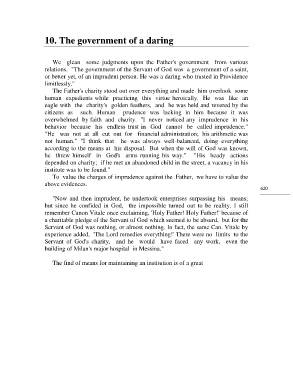 10. The government of a daring
We glean some judgments upon the Father's government from various
relations. "The government of the Servant of God was a government of a saint,
or better yet, of an imprudent person. He was a daring who trusted in Providence
limitlessly."
The Father's charity stood out over everything and made him overlook some
human expedients while practicing this virtue heroically. He was like an
eagle with the charity's golden feathers, and he was held and revered by the
citizens as such. Human prudence was lacking in him because it was
overwhelmed by faith and charity. "I never noticed any imprudence in his
behavior because his endless trust in God cannot be called imprudence."
"He was not at all cut out for financial administration; his arithmetic was
not human." "I think that he was always well-balanced, doing everything
according to the means at his disposal. But when the will of God was known,
he threw himself in God's arms running his way." "His heady actions
depended on charity; if he met an abandoned child in the street, a vacancy in his
institute was to be found."
To value the charges of imprudence against the Father, we have to value the
above evidences.
620
"Now and then imprudent, he undertook enterprises surpassing his means;
but since he confided in God, the impossible turned out to be reality. I still
remember Canon Vitale once exclaiming, 'Holy Father! Holy Father!' because of
a charitable pledge of the Servant of God which seemed to be absurd, but for the
Servant of God was nothing, or almost nothing. In fact, the same Can. Vitale by
experience added, "The Lord remedies everything!' There were no limits to the
Servant of God's charity, and he would have faced any work, even the
building of Milan's major hospital in Messina."
The find of means for maintaining an institution is of a great